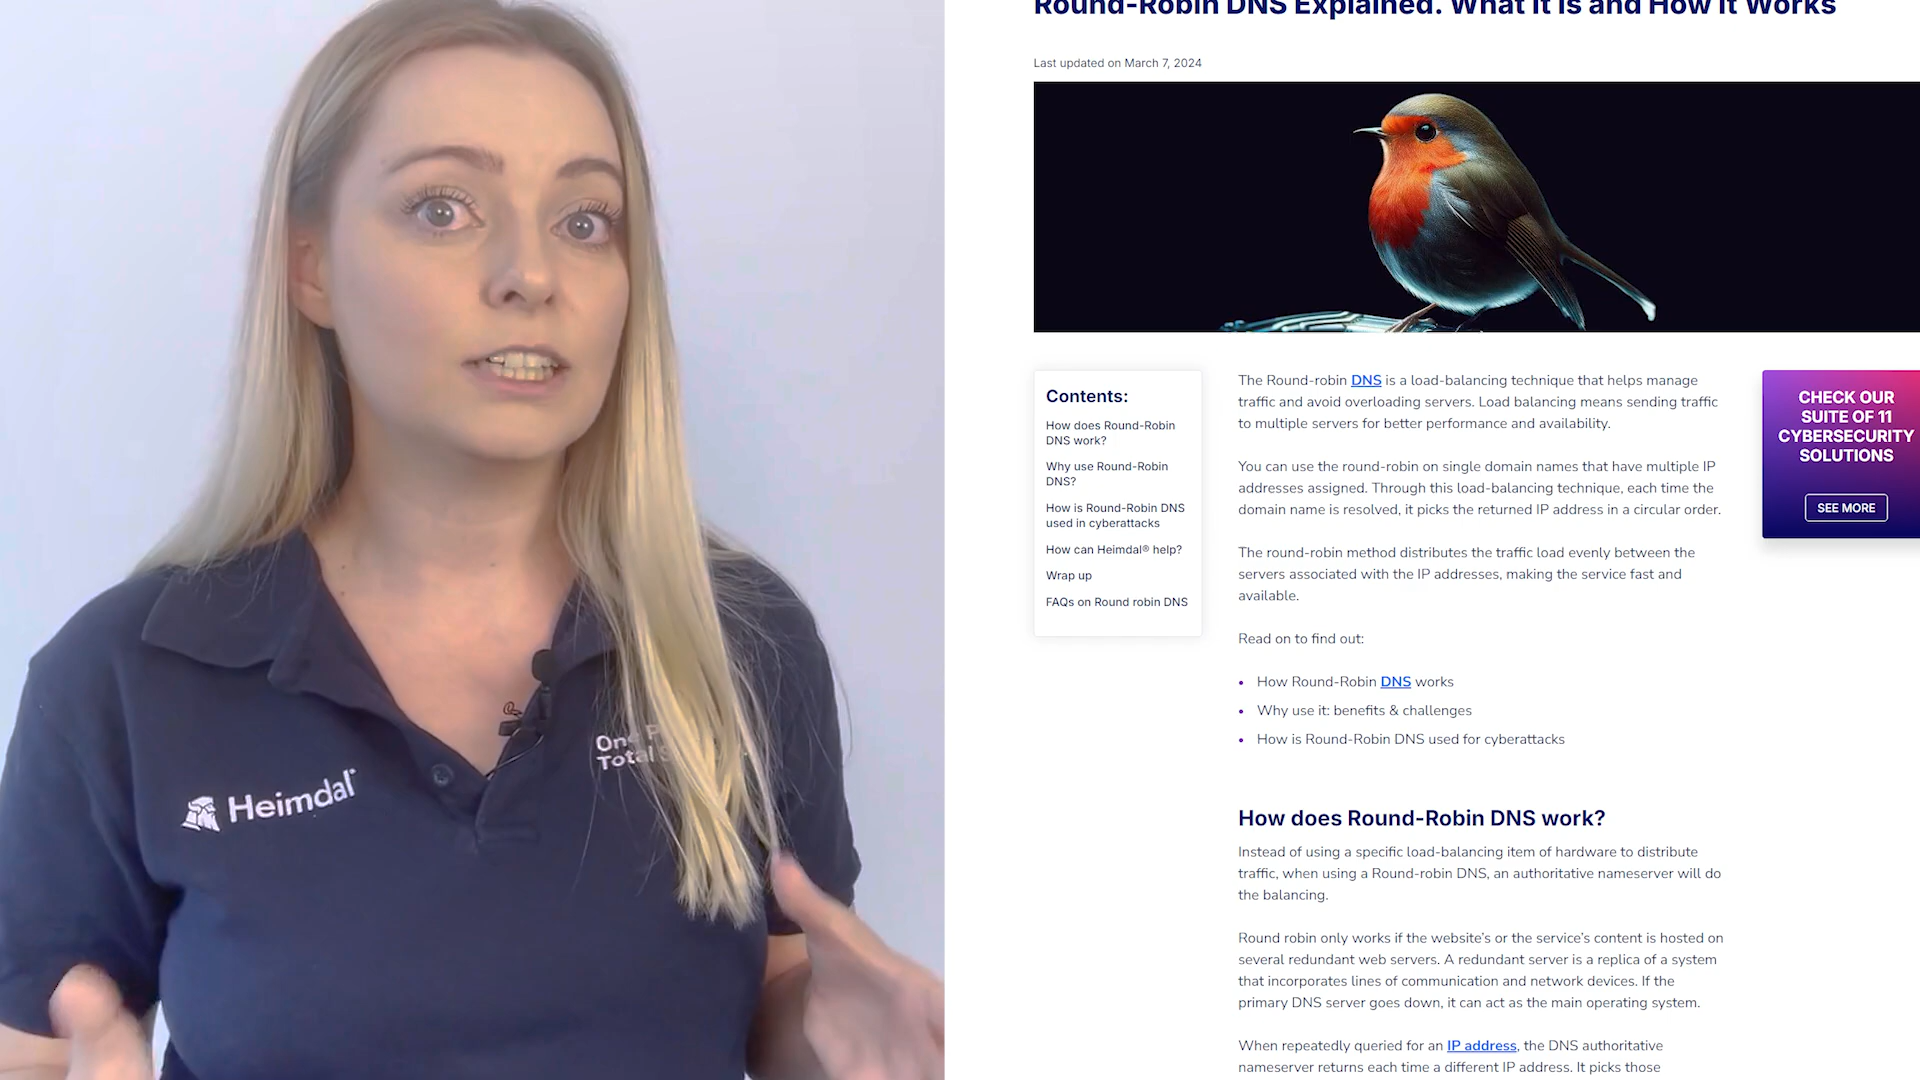 Heimdal
Total
Round-Robin DNS Explained. What It Is and How It Works
Last updated on March 7, 2024
Contents:
How does Round-Robin
DNS work?
Why use Round-Robin
DNS?
How is Round-Robin DNS
used in cyberattacks
How can Heimdal® help?
Wrap up
FAQs on Round robin DNS
The Round-robin DNS is a load-balancing technique that helps manage
traffic and avoid overloading servers. Load balancing means sending traffic
to multiple servers for better performance and availability.
You can use the round-robin on single domain names that have multiple IP
addresses assigned. Through this load-balancing technique, each time the
domain name is resolved, it picks the returned IP address in a circular order.
The round-robin method distributes the traffic load evenly between the
servers associated with the IP addresses, making the service fast and
available.
Read on to find out:
• How Round-Robin DNS works
• Why use it: benefits & challenges
• How is Round-Robin DNS used for cyberattacks
How does Round-Robin DNS work?
Instead of using a specific load-balancing item of hardware to distribute
traffic, when using a Round-robin DNS, an authoritative nameserver will do
the balancing.
Round robin only works if the website's or the service's content is hosted on
several redundant web servers. A redundant server is a replica of a system
that incorporates lines of communication and network devices. If the
primary DNS server goes down, it can act as the main operating system.
When repeatedly queried for an IP address, the DNS authoritative
nameserver returns each time a different IP address. It picks those
CHECK OUR
SUITE OF 11
CYBERSECURITY
SOLUTIONS
SEE MORE